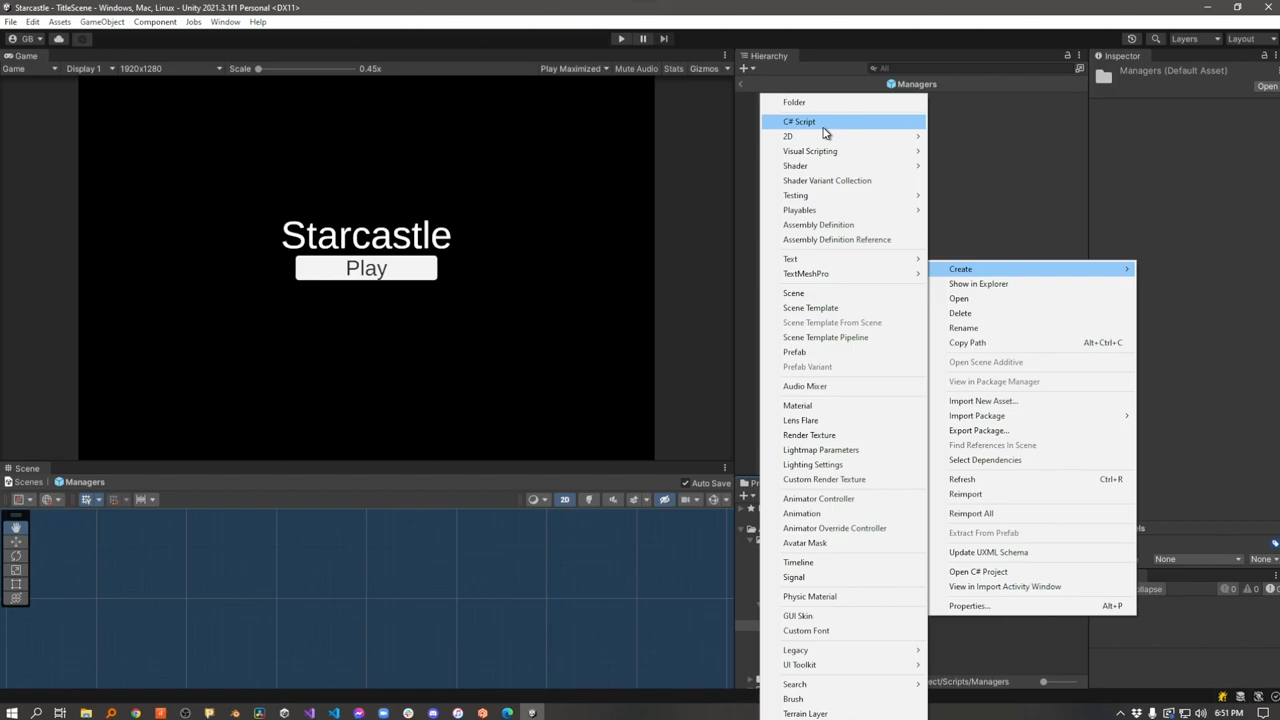 Starcastle - TitleScene - Windows, Mac, Linux - Unity 2021.3.1f1 Personal <DX11>
File Edit Assets GameObject Component Jobs Window Help
GB Layers Layout
Game Hierarchy Inspector
Game Display 1 1920x1280 Scale 0.45x Play Maximized Mute Audio Stats Gizmos All
Managers (Default Asset)
Managers
Open
Folder
C# Script
2D
Visual Scripting
Shader
Shader Variant Collection
Testing
Playables
Assembly Definition
Assembly Definition Reference
Text
TextMeshPro
Scene
Scene Template
Scene Template From Scene
Scene Template Pipeline
Prefab
Prefab Variant
Audio Mixer
Material
Lens Flare
Render Texture
Lightmap Parameters
Lighting Settings
Custom Render Texture
Animator Controller
Animation
Animator Override Controller
Avatar Mask
Timeline
Signal
Physic Material
GUI Skin
Custom Font
Legacy
UI Toolkit
Search
Brush
Terrain Layer
Create
Show in Explorer
Open
Delete
Rename
Copy Path Alt+Ctrl+C
Open Scene Additive
View in Package Manager
Import New Asset...
Import Package
Export Package...
Find References In Scene
Select Dependencies
Refresh Ctrl+R
Reimport
Reimport All
Extract From Prefab
Update UXML Schema
Open C# Project
View in Import Activity Window
Properties... Alt+P
Starcastle
Play
Scene
Scenes Managers Auto Save
2D
None None
0 0
6:51 PM